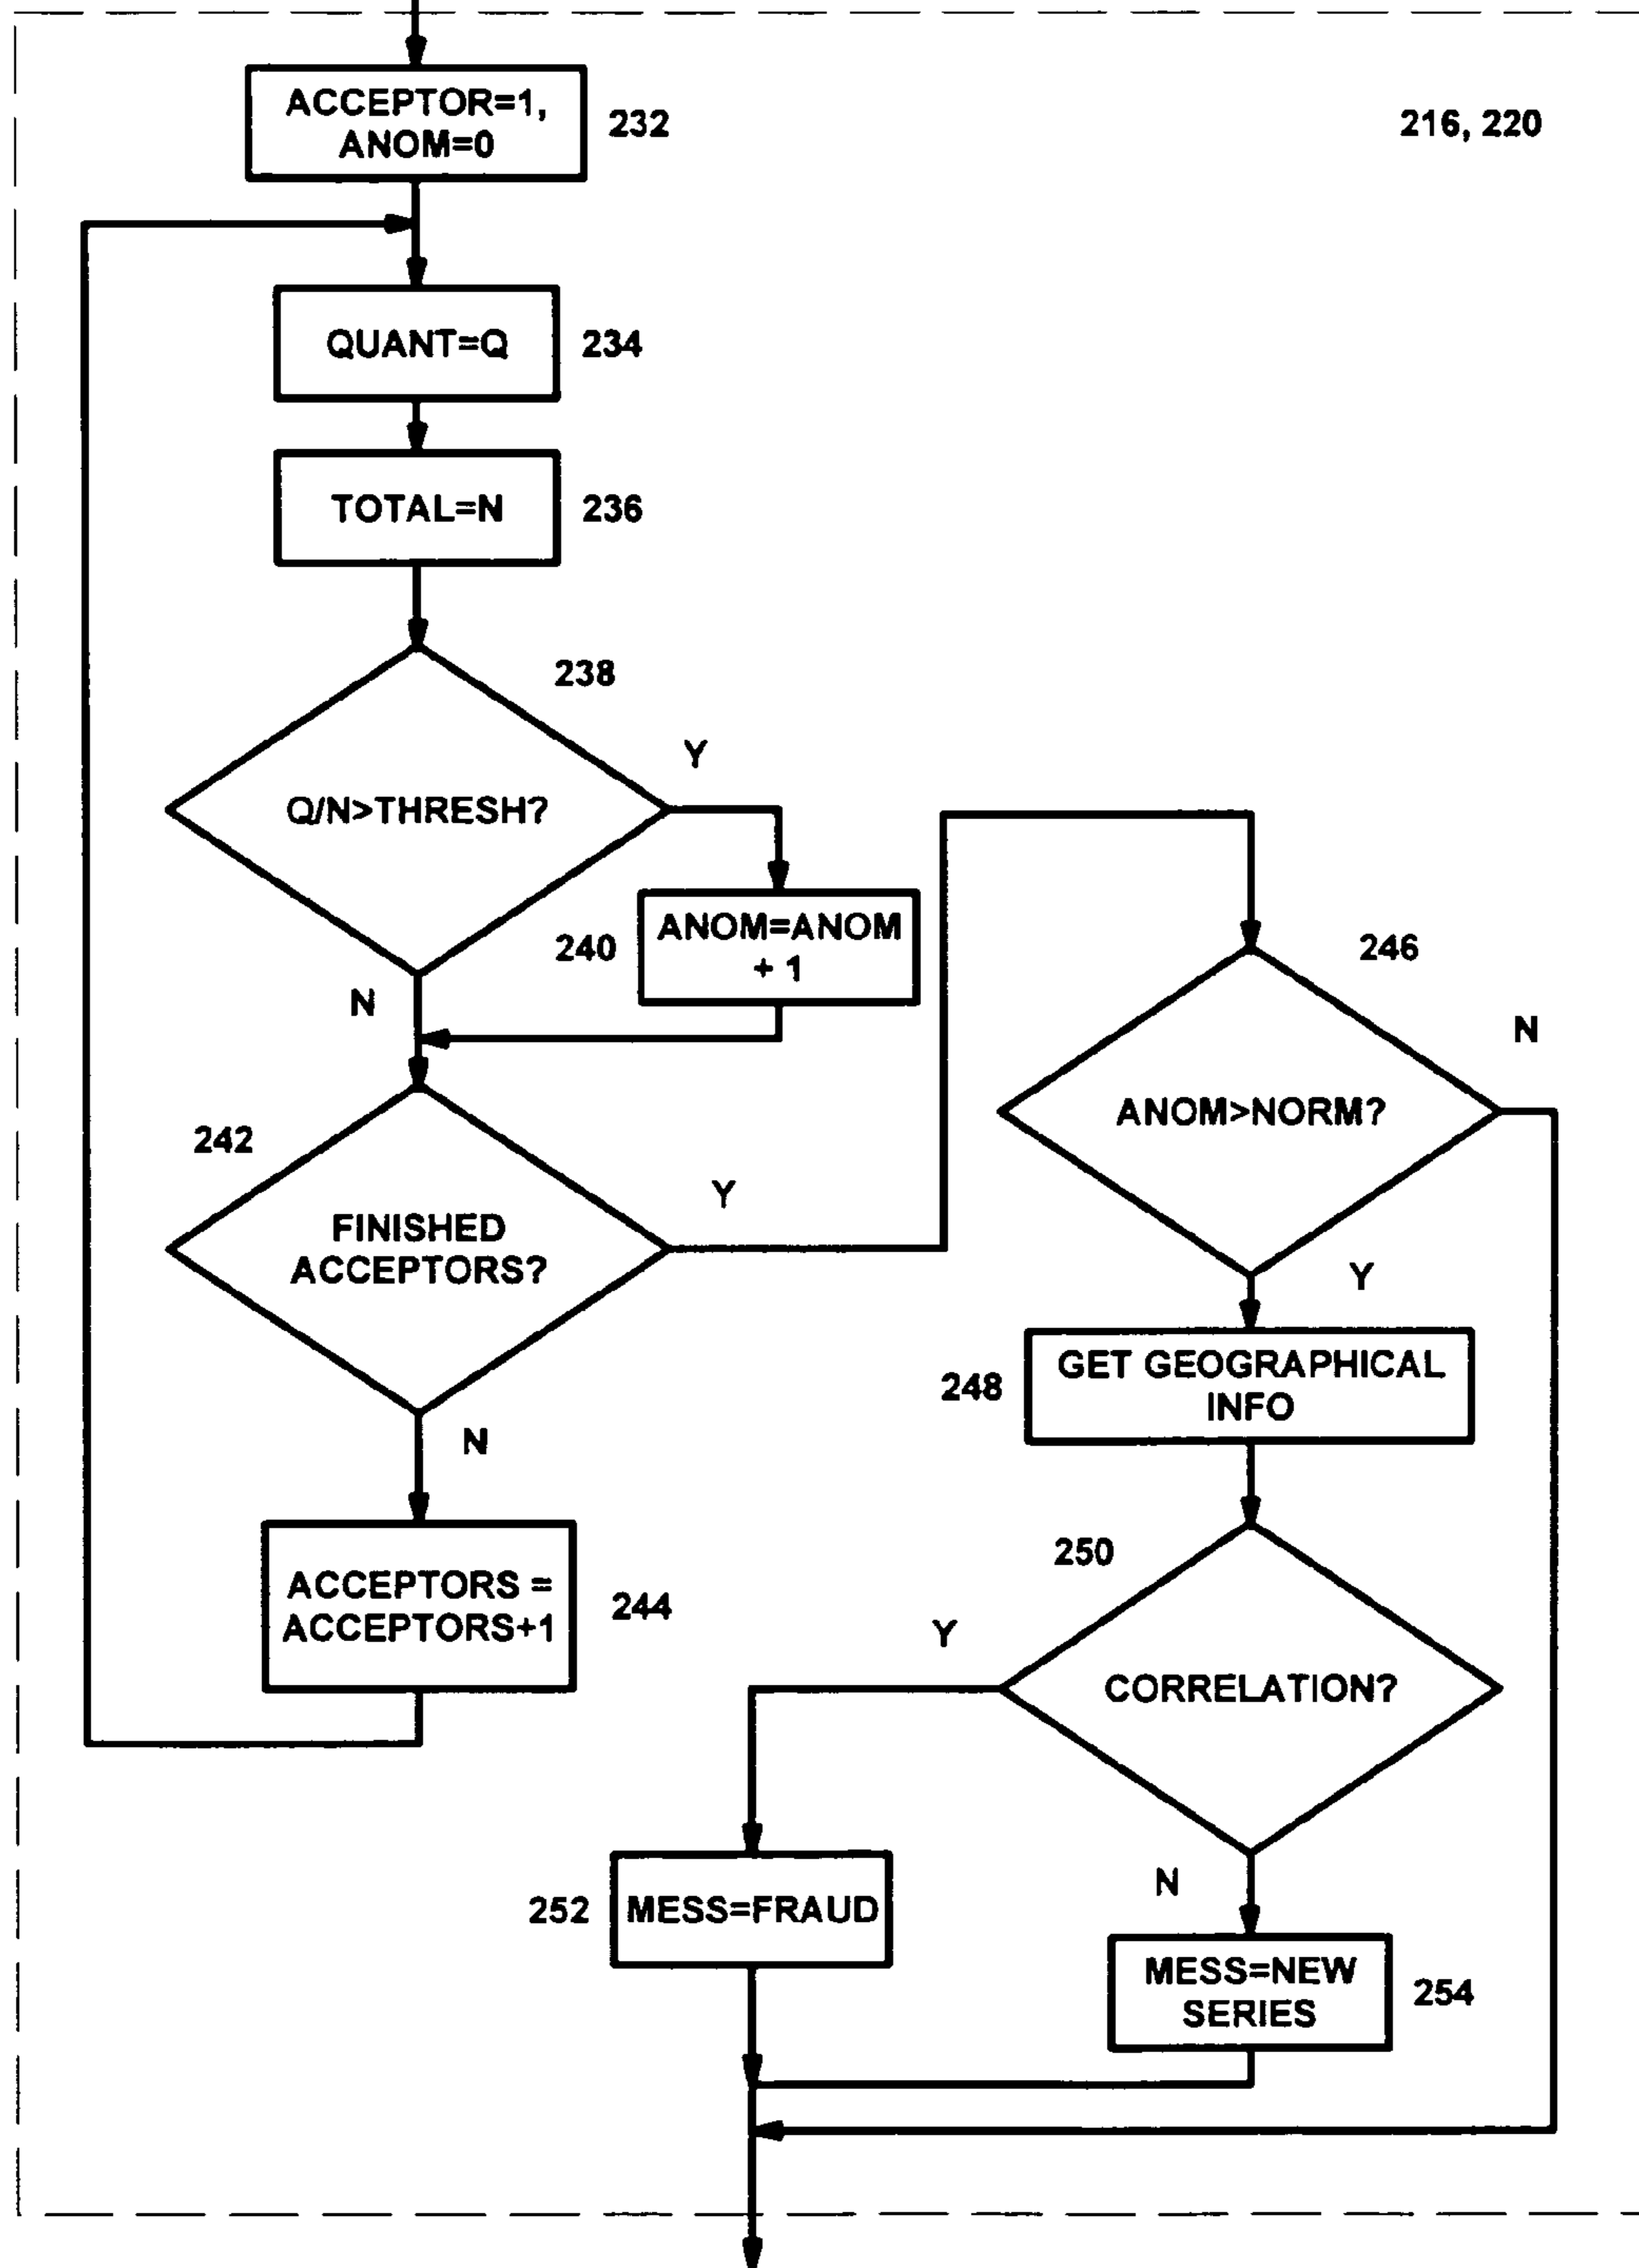 ACCEPTOR=1,
ANOM=0
232
216, 220
QUANT=Q
234
TOTAL=N
236
238
Y
Q/N>THRESH?
240
ANOM=ANOM
+ 1
N
246
N
242
ANOM>NORM?
Y
FINISHED
ACCEPTORS?
Y
N
248
GET GEOGRAPHICAL
INFO
250
ACCEPTORS =
ACCEPTORS+1
244
Y
CORRELATION?
N
252
MESS=FRAUD
MESS=NEW
SERIES
254